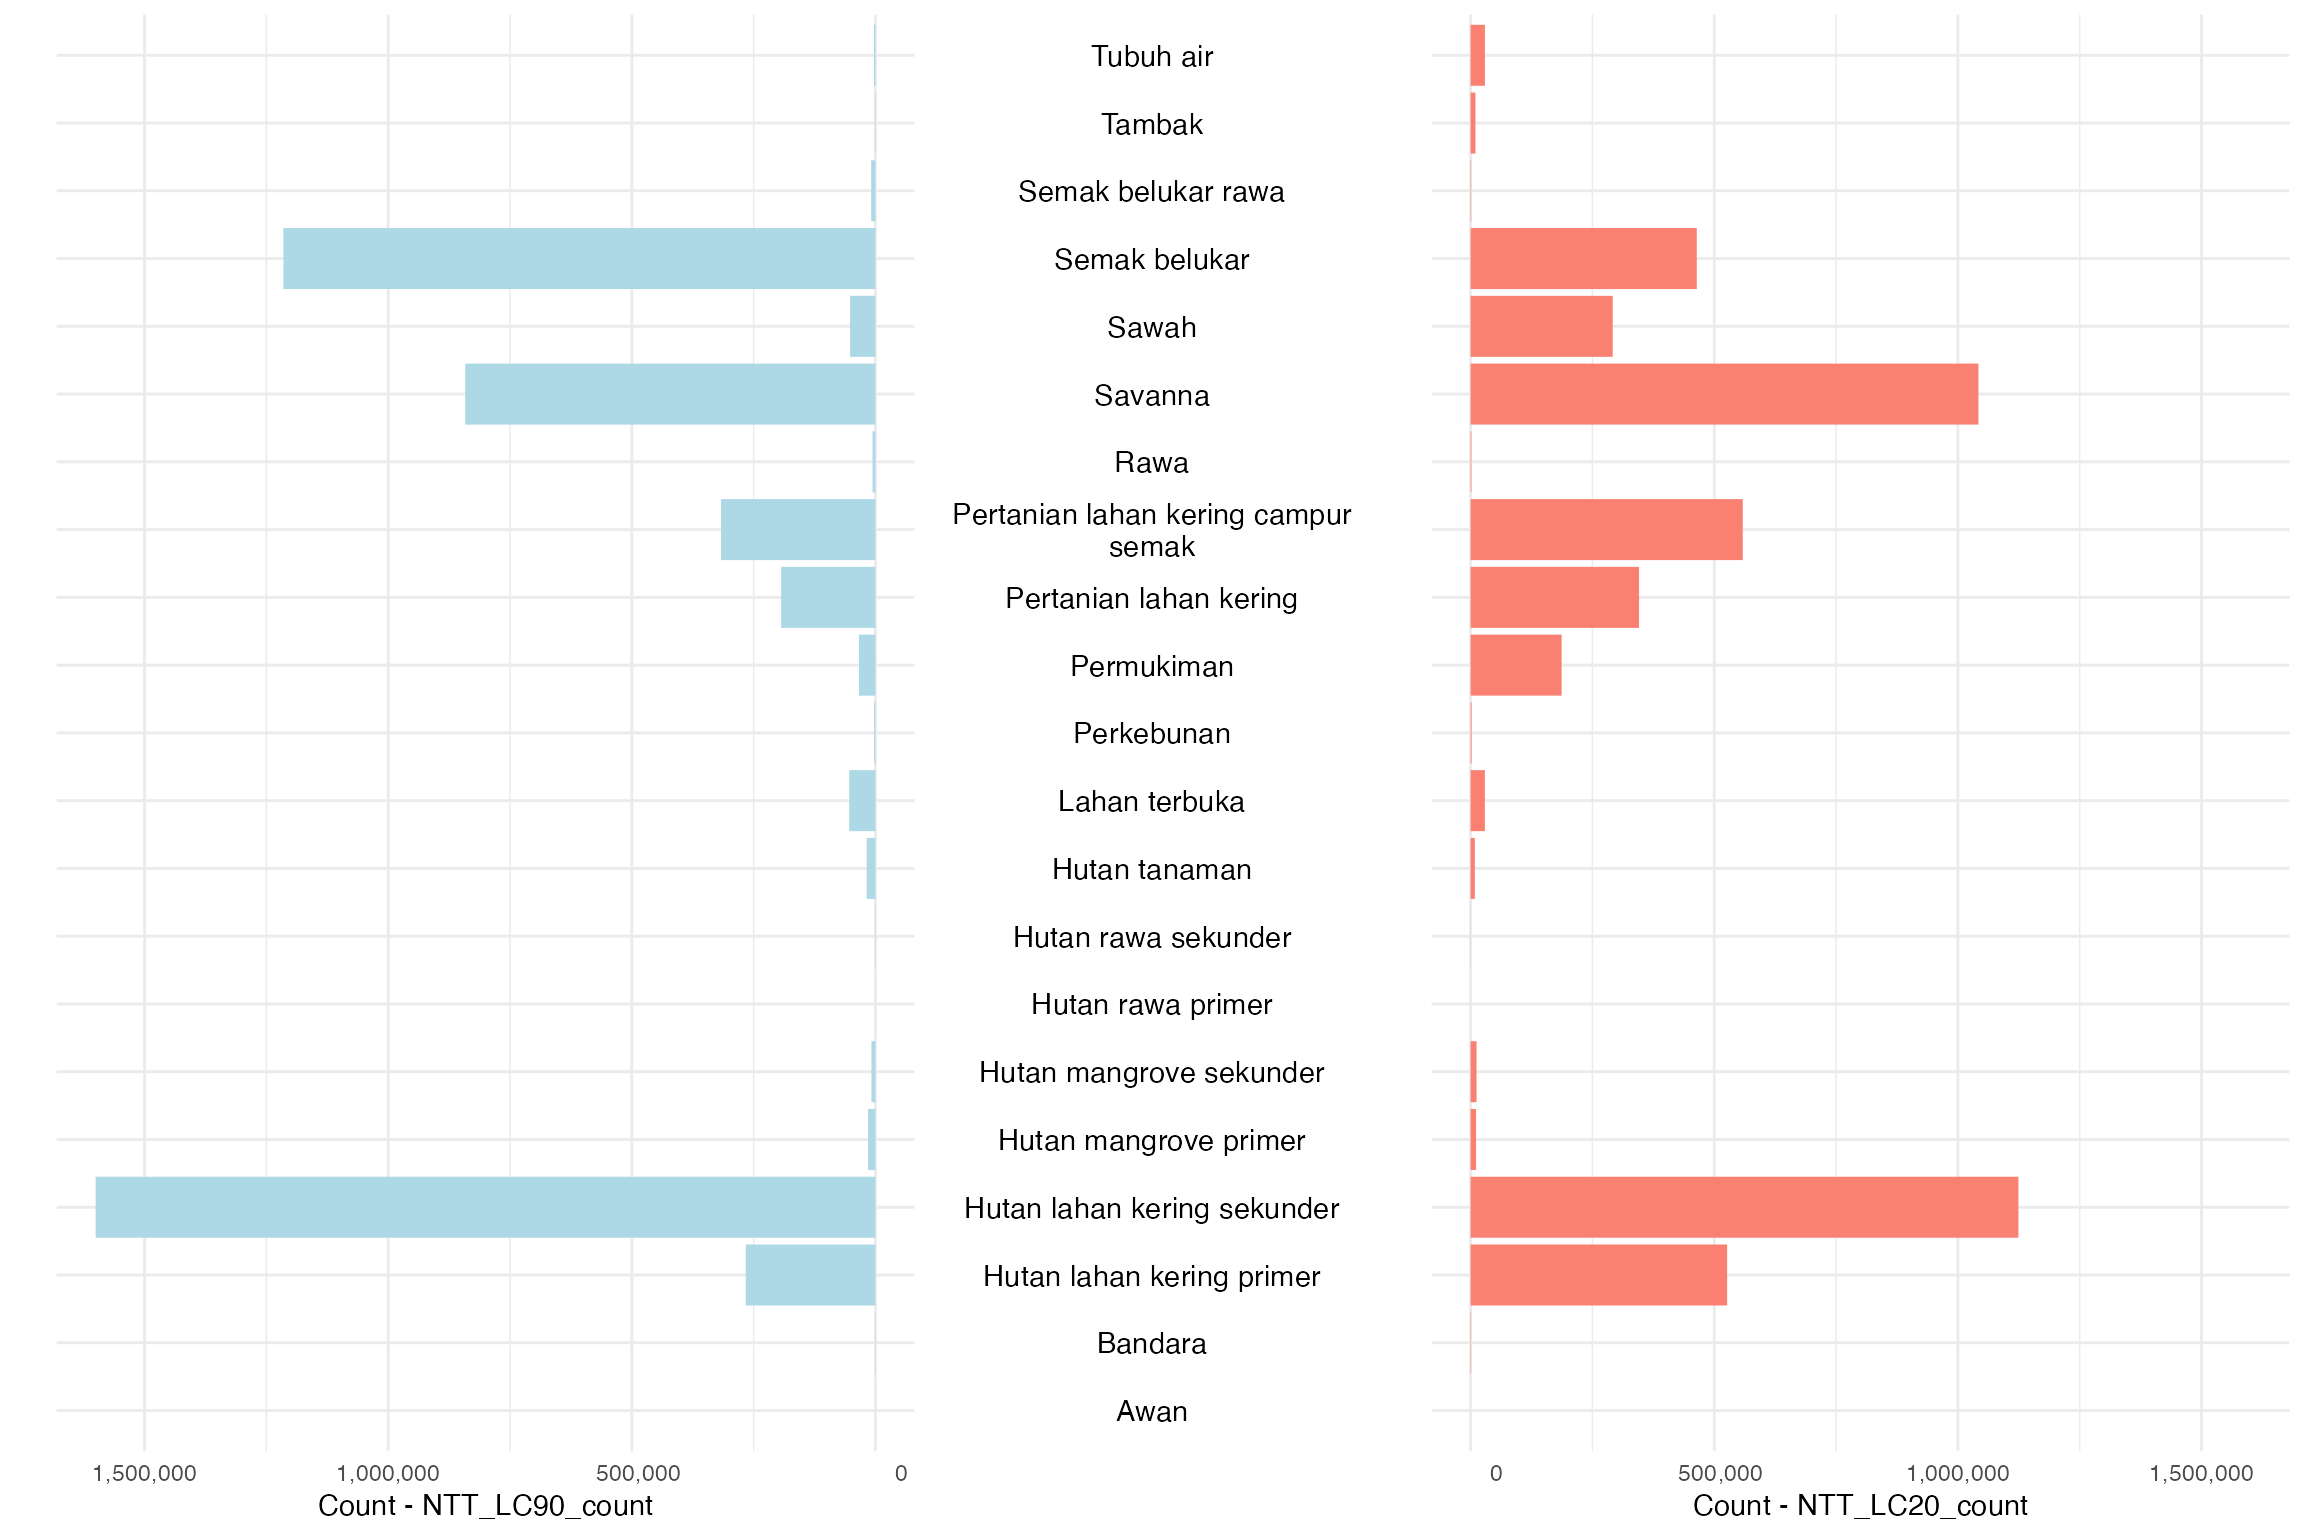 Tubuh air
Tambak
Semak belukar rawa
Semak belukar
Sawah
Savanna
Rawa
Pertanian lahan kering campur
semak
Pertanian lahan kering
Permukiman
Perkebunan
Lahan terbuka
Hutan tanaman
Hutan rawa sekunder
Hutan rawa primer
Hutan mangrove sekunder
Hutan mangrove primer
Hutan lahan kering sekunder
Hutan lahan kering primer
Bandara
Awan
1,500,000 1,000,000 500,000 0
Count - NTT_LC90_count
0 500,000 1,000,000 1,500,000
Count - NTT_LC20_count